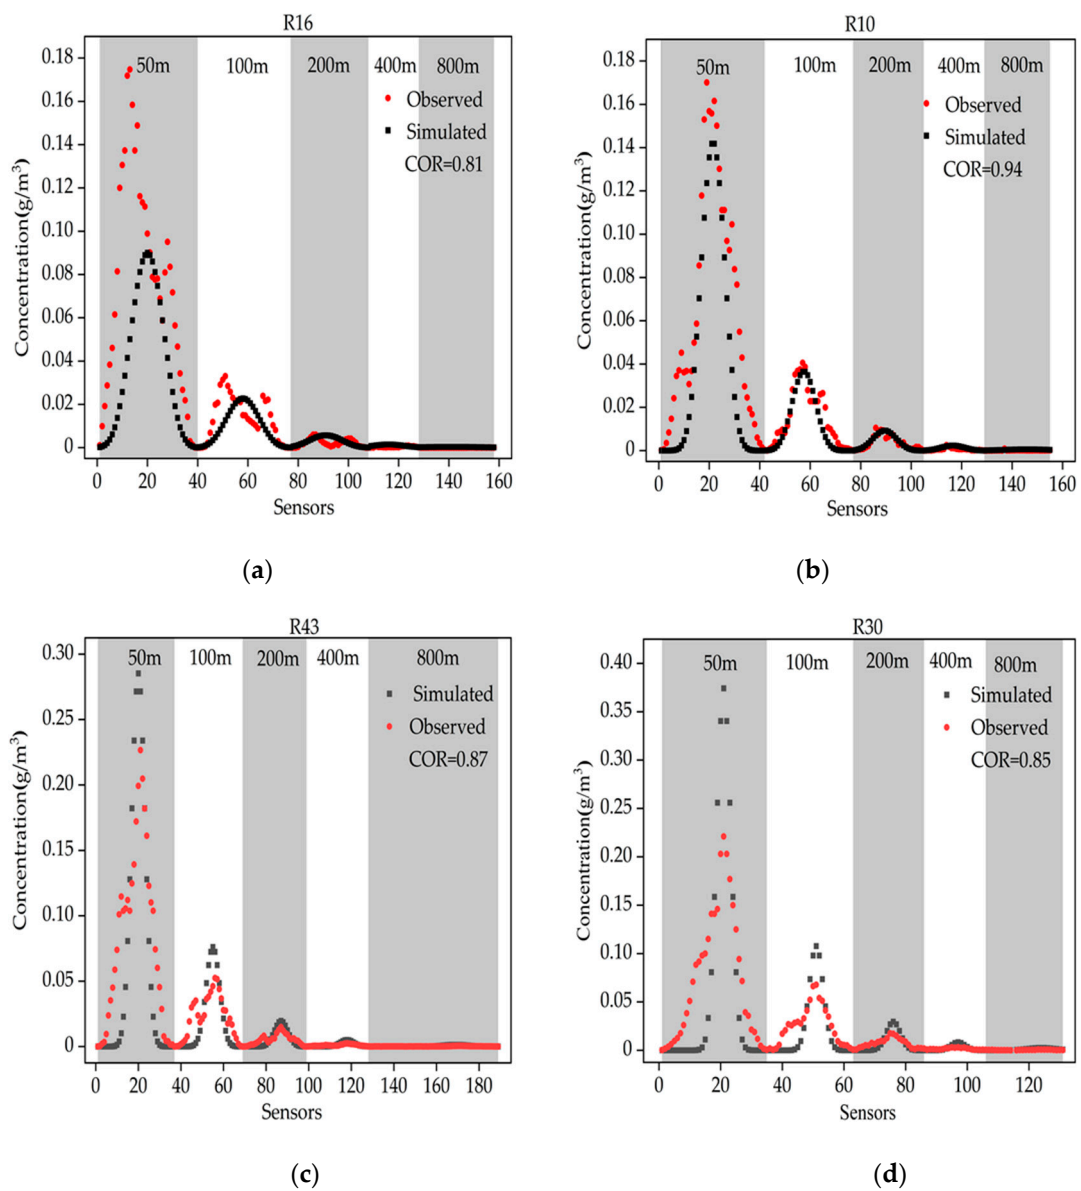 R16
50m 100m 200m 400m 800m
Observed
Simulated
COR=0.81
Concentration(g/m³)
0.18
0.16
0.14
0.12
0.10
0.08
0.06
0.04
0.02
0
0 20 40 60 80 100 120 140 160
Sensors
(a)
R10
50m 100m 200m 400m 800m
Observed
Simulated
COR=0.94
Concentration(g/m³)
0.18
0.16
0.14
0.12
0.10
0.08
0.06
0.04
0.02
0
0 20 40 60 80 100 120 140 160
Sensors
(b)
R43
50m 100m 200m 400m 800m
Simulated
Observed
COR=0.87
Concentration(g/m³)
0.30
0.25
0.20
0.15
0.10
0.05
0
0 20 40 60 80 100 120 140 170 190
Sensors
(c)
R30
50m 100m 200m 400m 800m
Simulated
Observed
COR=0.85
Concentration(g/m³)
0.40
0.35
0.30
0.25
0.20
0.15
0.10
0.05
0
0 20 40 60 80 100 120
Sensors
(d)